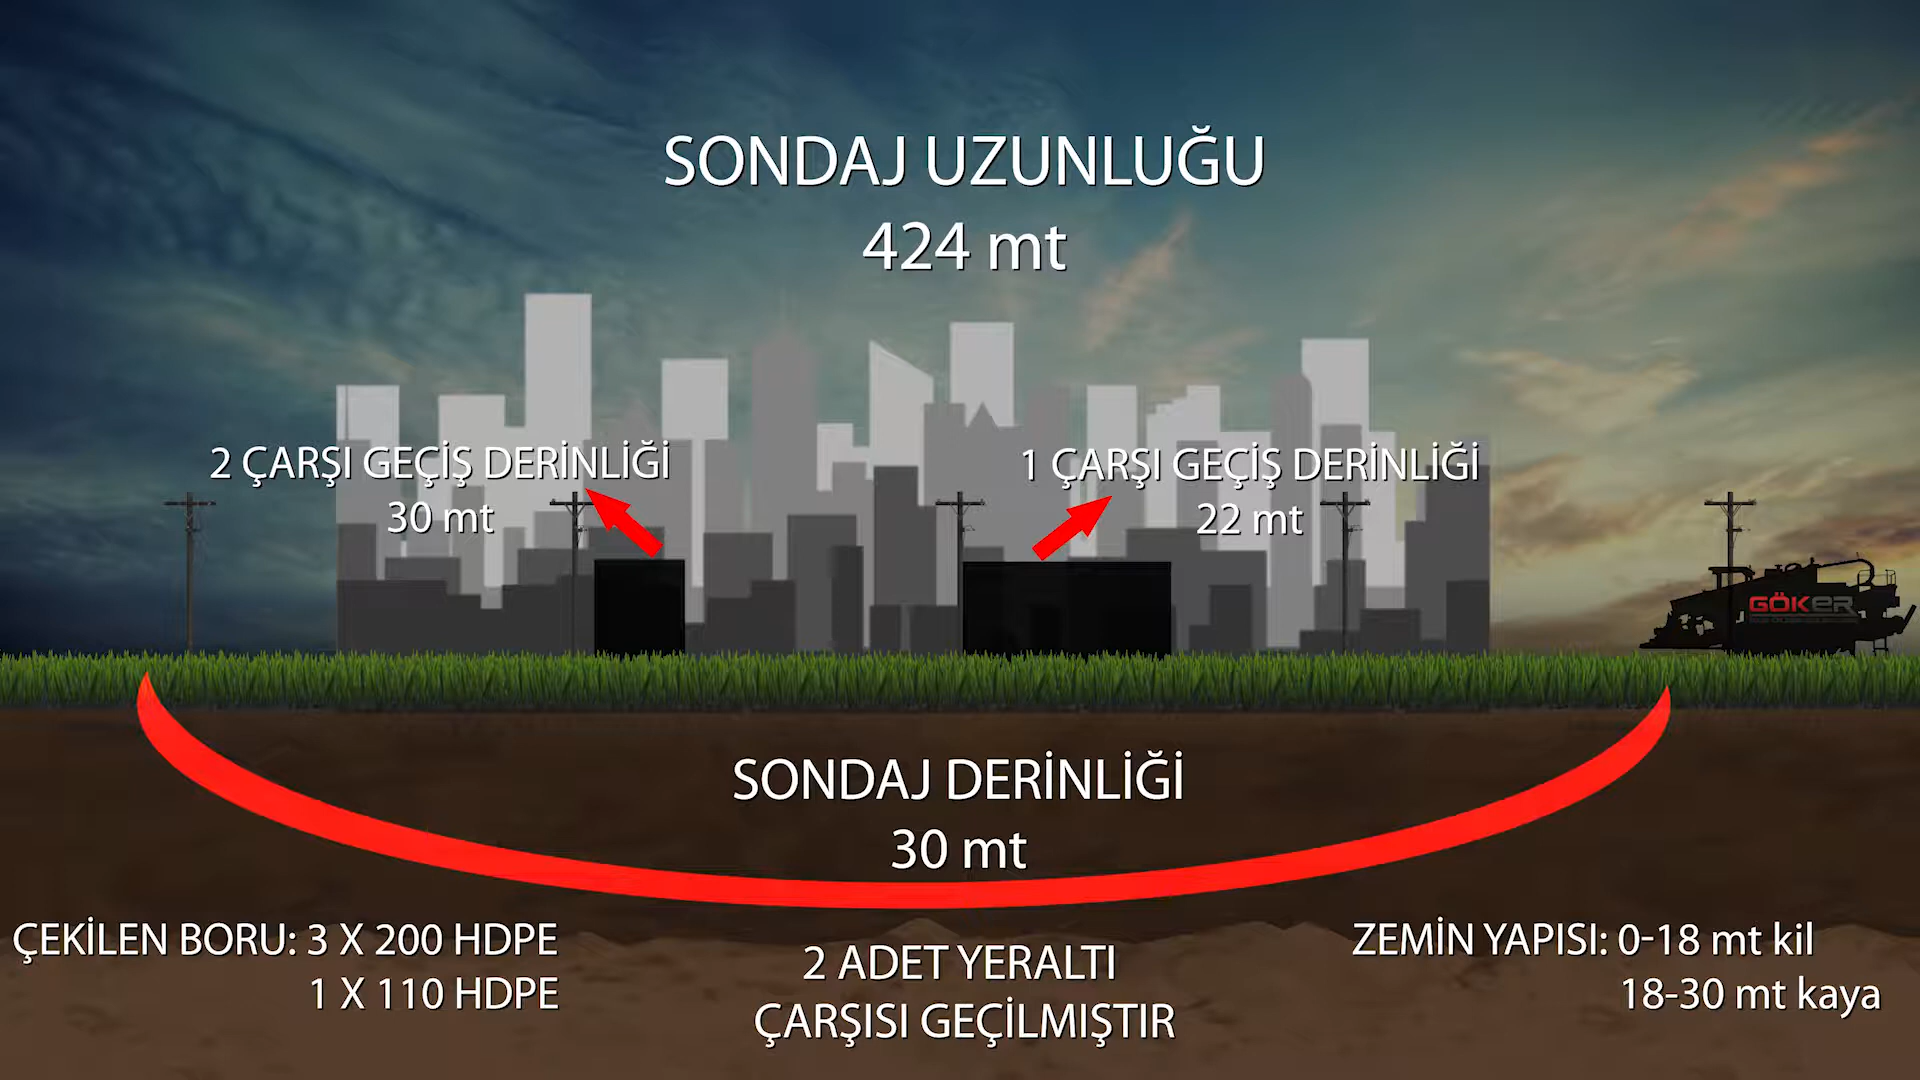 SONDAJ UZUNLUĞU
424 mt
2 ÇARŞI GEÇİŞ DERİNLİĞİ
30 mt
1 ÇARŞI GEÇİŞ DERİNLİĞİ
22 mt
GÖKER
SONDAJ DERİNLİĞİ
30 mt
ÇEKİLEN BORU: 3 X 200 HDPE
1 X 110 HDPE
2 ADET YERALTI
ÇARŞISI GEÇİLMIŞTIR
ZEMİN YAPISI: 0-18 mt kil
18-30 mt kaya